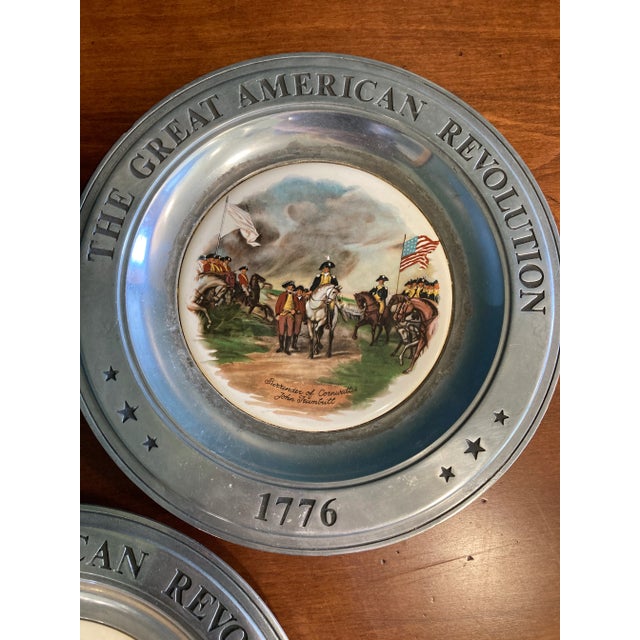 THE GREAT AMERICAN REVOLUTION
Surrender of Cornwallis
John Trumbull
1776
CAN REVO